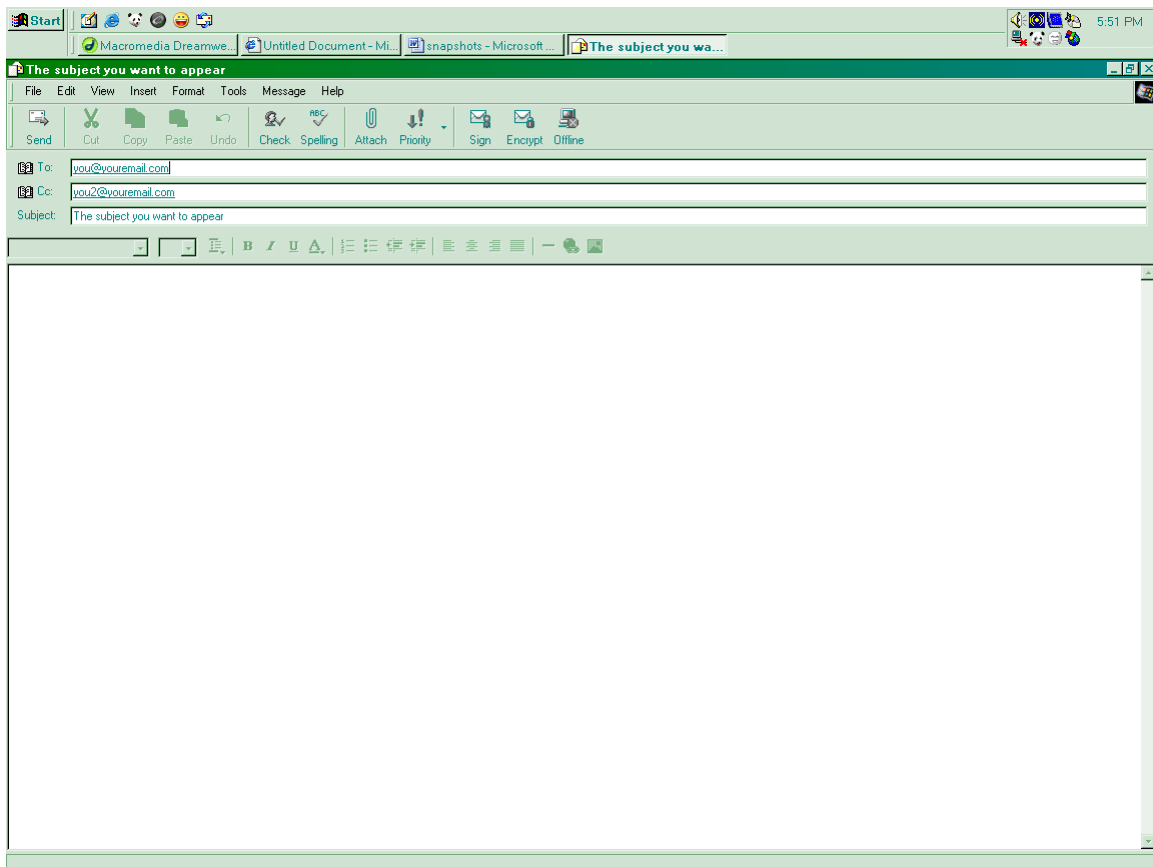 Start
5:51 PM
Macromedia Dreamwe... Untitled Document - Mi... snapshots - Microsoft ... The subject you wa...
The subject you want to appear
File Edit View Insert Format Tools Message Help
ABC
Send Cut Copy Paste Undo Check Spelling Attach Priority Sign Encrypt Offline
To: you@youremail.com
Cc: you2@youremail.com
Subject: The subject you want to appear
B I U A